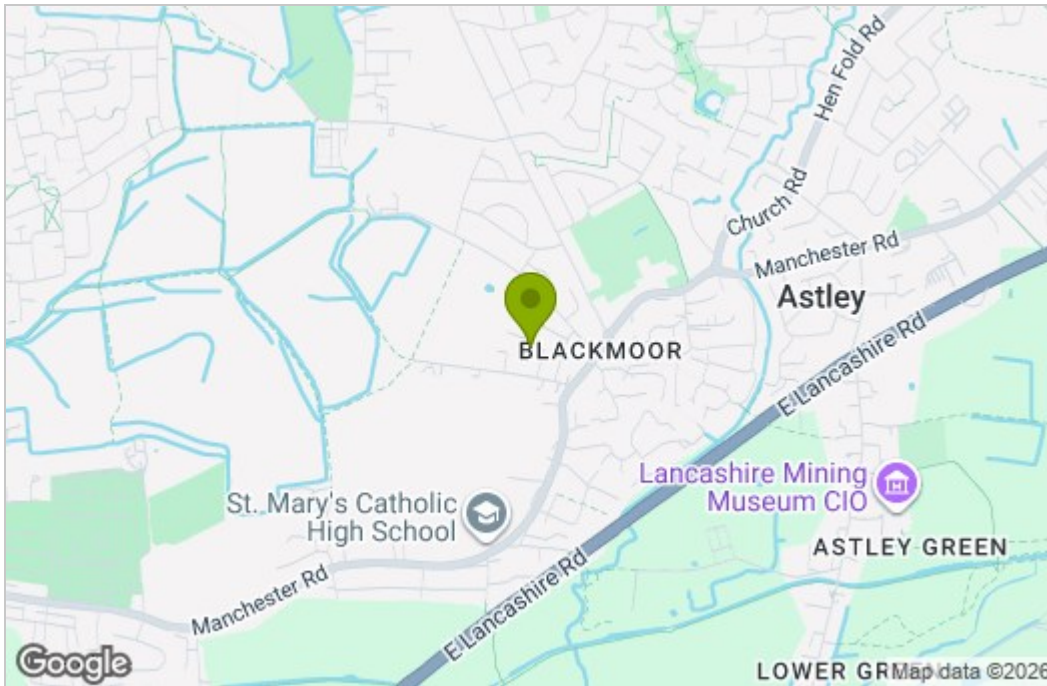 Hen Fold Rd
Church Rd
Manchester Rd
Astley
BLACKMOOR
E Lancashire Rd
Lancashire Mining
Museum CIO
St. Mary's Catholic
High School
ASTLEY GREEN
Manchester Rd
E Lancashire Rd
Google
LOWER GR
Map data ©2026